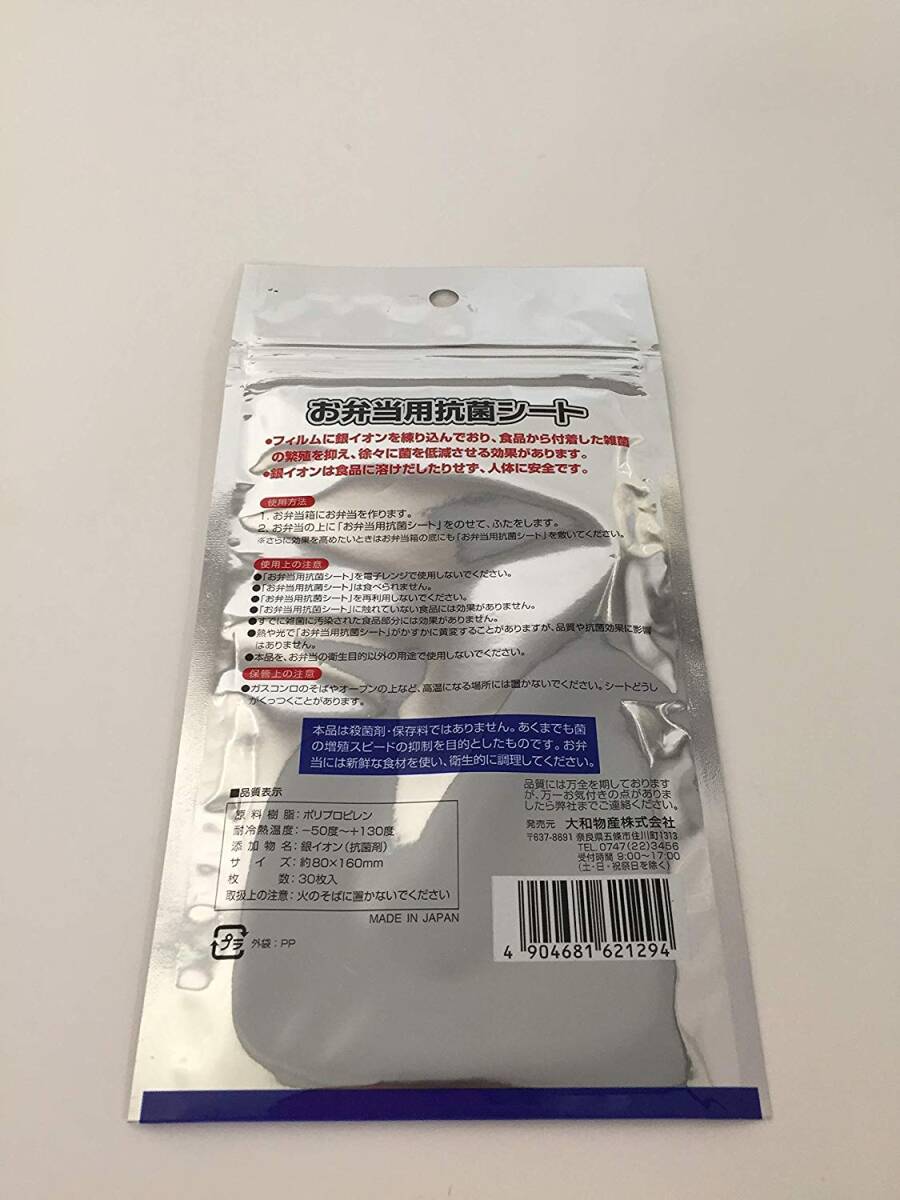 お弁当用抗菌シート
●フィルムに銀イオンを練り込んでおり、食品から付着した雑菌
の繁殖を抑え、徐々に菌を低減させる効果があります。
●銀イオンは食品に溶けだしたりせず、人体に安全です。
使用方法
1. お弁当箱にお弁当を作ります。
2. お弁当の上に「お弁当用抗菌シート」をのせて、ふたをします。
※さらに効果を高めたいときはお弁当箱の底にも「お弁当用抗菌シート」を敷いてください。
使用上の注意
●「お弁当用抗菌シート」を電子レンジで使用しないでください。
●「お弁当用抗菌シート」は食べられません。
●「お弁当用抗菌シート」を再利用しないでください。
●「お弁当用抗菌シート」に触れていない食品には効果がありません。
●すでに雑菌に汚染された食品部分には効果がありません。
●熱や光で「お弁当用抗菌シート」がかすかに黄変することがありますが、品質や抗菌効果に影響
はありません。
●本品を、お弁当の衛生目的以外の用途で使用しないでください。
保管上の注意
●ガスコンロのそばやオーブンの上など、高温になる場所には置かないでください。シートどうし
がくっつくことがあります。
本品は殺菌剤・保存料ではありません。あくまでも菌
の増殖スピードの抑制を目的としたものです。お弁
当には新鮮な食材を使い、衛生的に調理してください。
■品質表示
原料樹脂：ポリプロピレン
耐冷熱温度：−50度〜+130度
添加物名：銀イオン(抗菌剤)
サイズ：約80×160mm
枚数：30枚入
取扱上の注意：火のそばに置かないでください
MADE IN JAPAN
プラ 外袋：PP
品質には万全を期しております
が、万一お気付きの点がありま
したら弊社までご連絡ください。
発売元 大和物産株式会社
〒637-8691 奈良県五條市住川町1313
TEL.0747(22)3456
受付時間 9:00〜17:00
(土・日・祝祭日を除く)
4 904681 621294